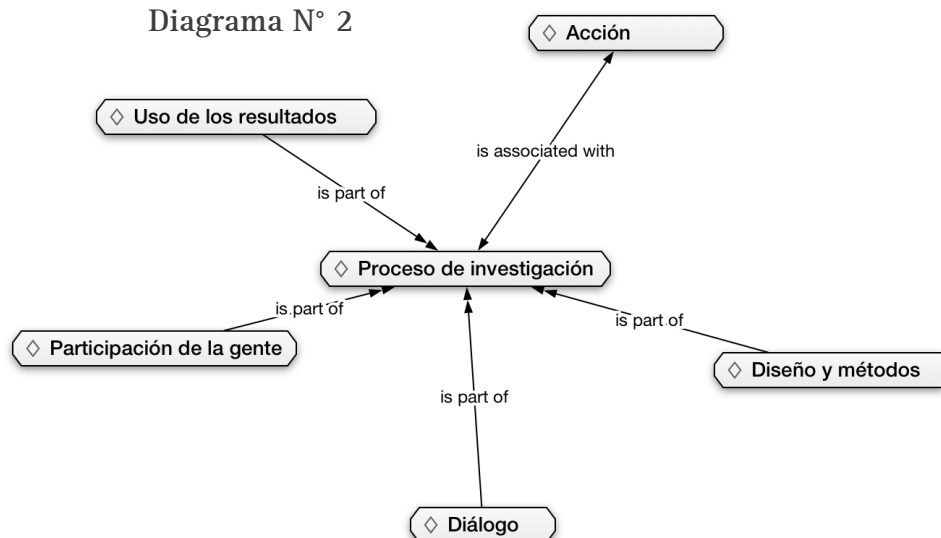 Diagrama N° 2
Acción
Uso de los resultados
is associated with
is part of
Proceso de investigación
is part of
is part of
Participación de la gente
Diseño y métodos
is part of
Diálogo